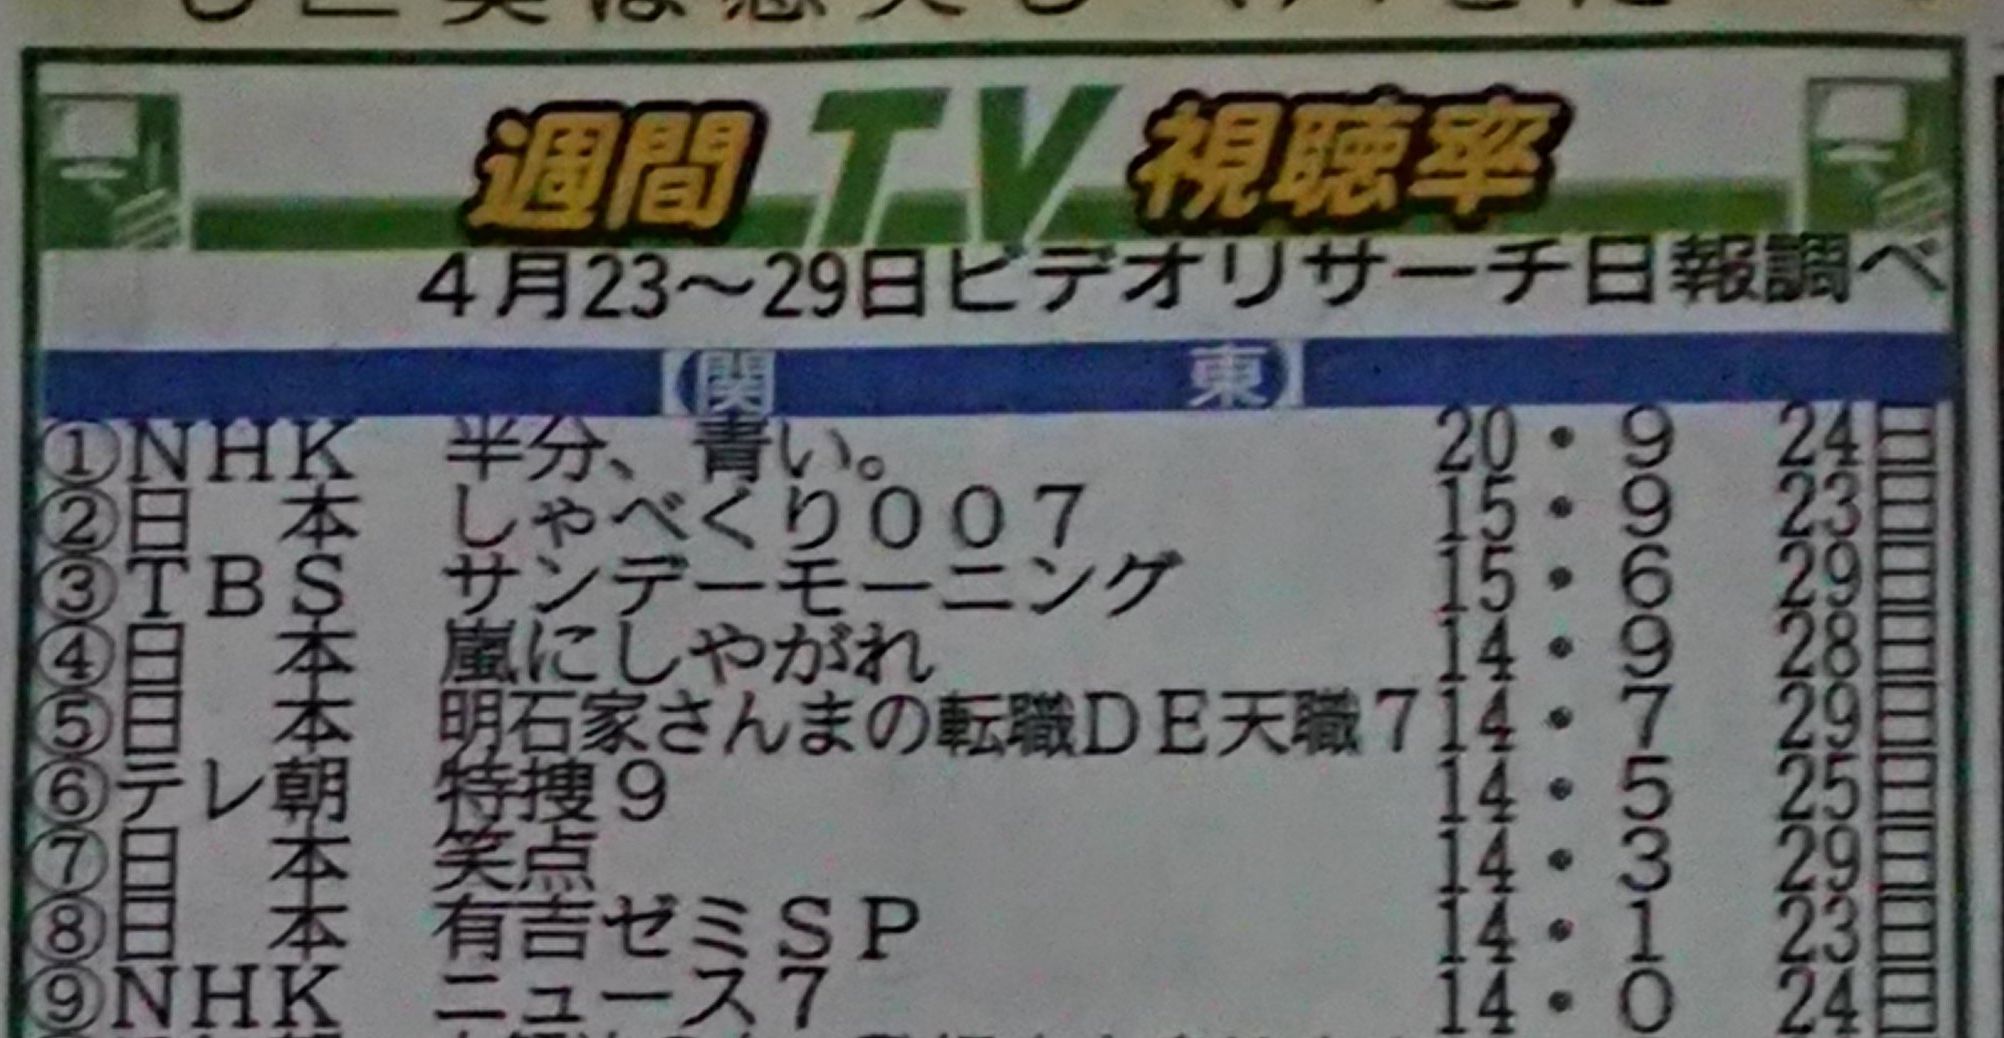 週間TV視聴率
4月23～29日ビデオリサーチ日報調べ
【関東】
①NHK 半分、青い。 20・9 24日
②日本 しゃべくり007 15・9 23日
③TBS サンデーモーニング 15・6 29日
④日本 嵐にしやがれ 14・9 28日
⑤日本 明石家さんまの転職DE天職7 14・7 29日
⑥テレ朝 特捜9 14・5 25日
⑦日本 笑点 14・3 29日
⑧日本 有吉ゼミSP 14・1 23日
⑨NHK ニュース7 14・0 24日